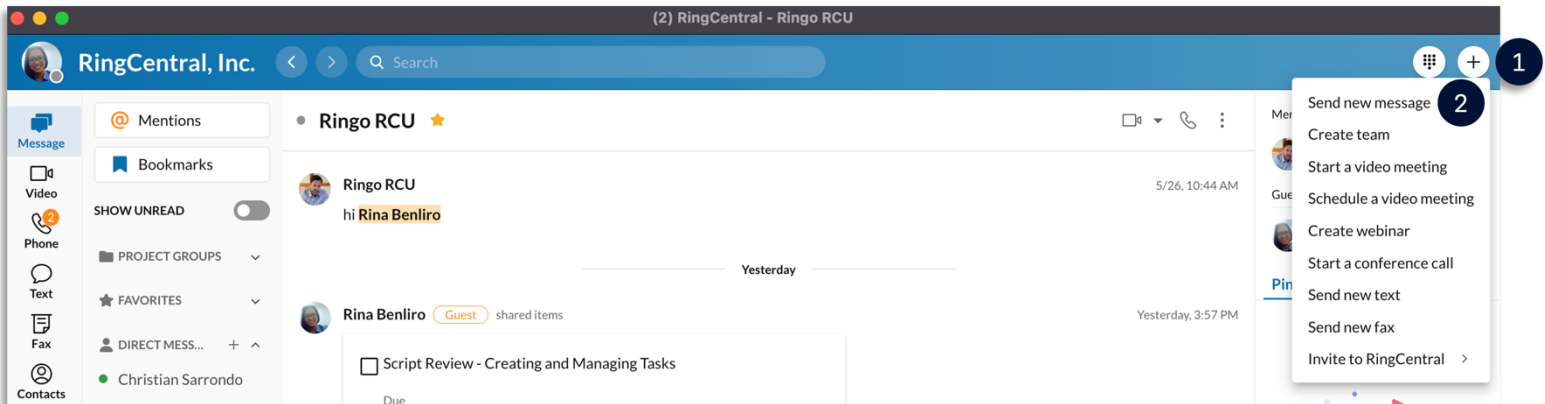 (2) RingCentral - Ringo RCU
RingCentral, Inc.
Search
1
Message
Video
2
Phone
Text
Fax
Contacts
@ Mentions
Bookmarks
SHOW UNREAD
PROJECT GROUPS
FAVORITES
DIRECT MESS... +
Christian Sarrondo
Ringo RCU
Ringo RCU 5/26, 10:44 AM
hi Rina Benliro
Yesterday
Rina Benliro Guest shared items Yesterday, 3:57 PM
Script Review - Creating and Managing Tasks
Due
Send new message 2
Create team
Start a video meeting
Schedule a video meeting
Create webinar
Start a conference call
Send new text
Send new fax
Invite to RingCentral >